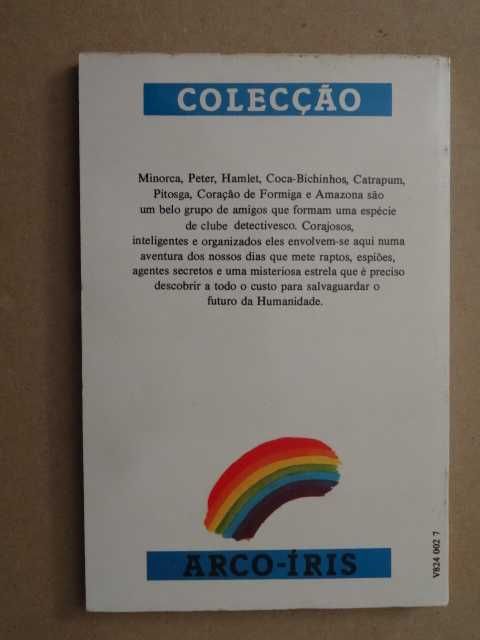 COLECÇÃO
Minorca, Peter, Hamlet, Coca-Bichinhos, Catrapum,
Pitosga, Coração de Formiga e Amazona são
um belo grupo de amigos que formam uma espécie
de clube detectivesco. Corajosos,
inteligentes e organizados eles envolvem-se aqui numa
aventura dos nossos dias que mete raptos, espiões,
agentes secretos e uma misteriosa estrela que é preciso
descobrir a todo o custo para salvaguardar o
futuro da Humanidade.
ARCO-ÍRIS
V824 002 7